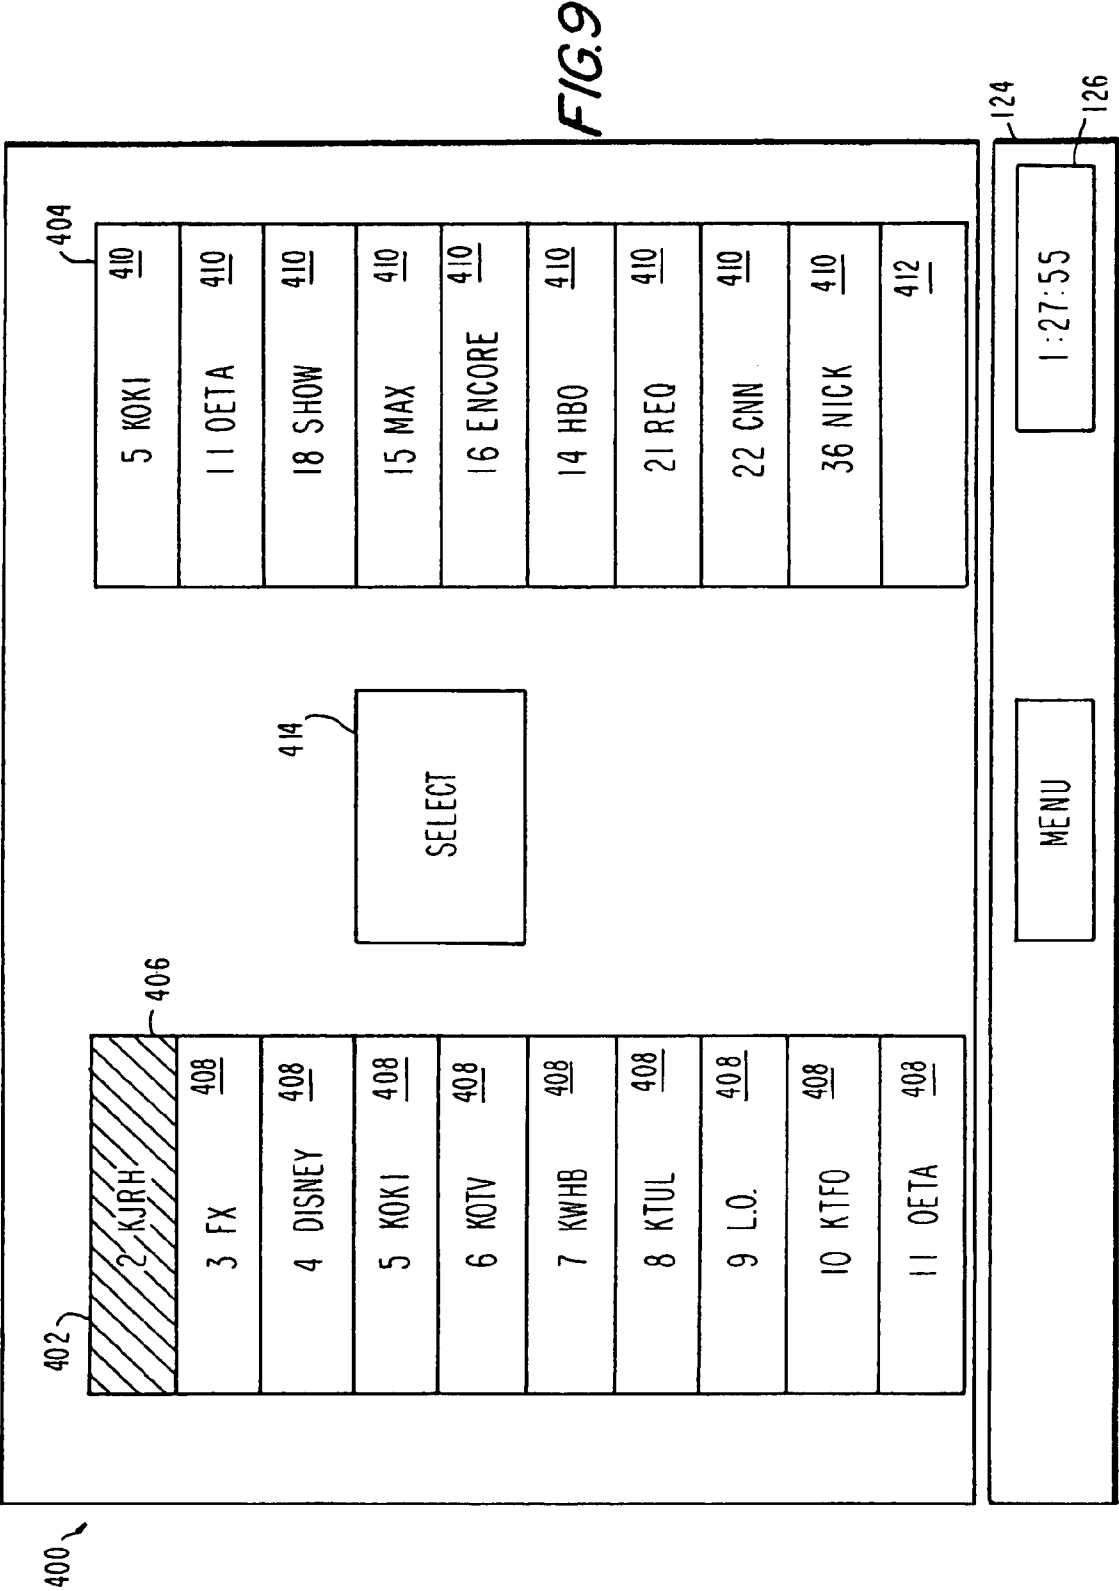 400
402
2 KJRH
406
3 FX 408
4 DISNEY 408
5 KOKI 408
6 KOTV 408
7 KWHB 408
8 KTUL 408
9 L.O. 408
10 KTFO 408
11 OETA 408
414
SELECT
404
5 KOKI 410
11 OETA 410
18 SHOW 410
15 MAX 410
16 ENCORE 410
14 HBO 410
21 REQ 410
22 CNN 410
36 NICK 410
412
MENU
1:27:55
124
126
FIG.9